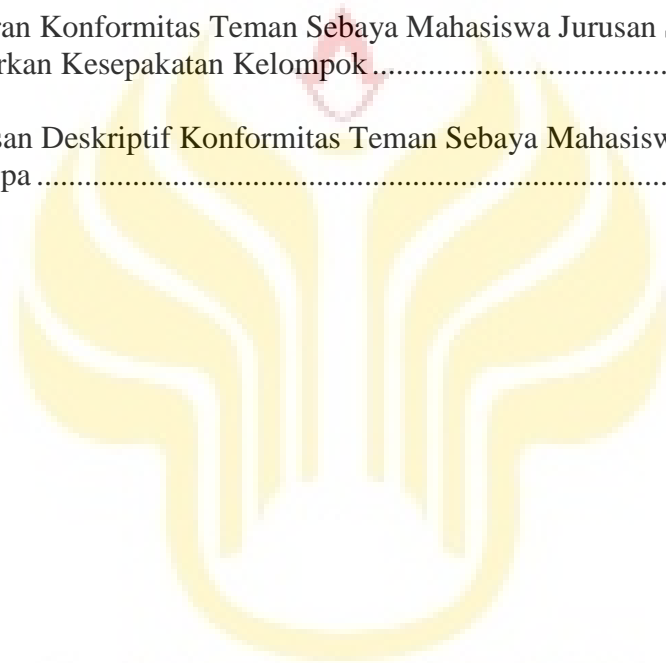 ran Konformitas Teman Sebaya Mahasiswa Jurusan
rkan Kesepakatan Kelompok ....................................
san Deskriptif Konformitas Teman Sebaya Mahasisw
pa .........................................................................